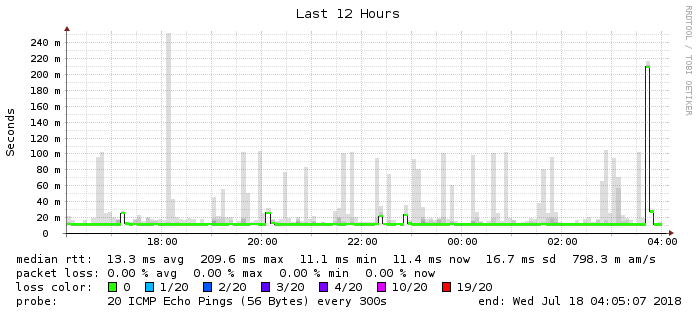 Last 12 Hours
RRDTOOL / TOBI OETIKER
Seconds
240 m
220 m
200 m
180 m
160 m
140 m
120 m
100 m
80 m
60 m
40 m
20 m
0
18:00 20:00 22:00 00:00 02:00 04:00
median rtt: 13.3 ms avg 209.6 ms max 11.1 ms min 11.4 ms now 16.7 ms sd 798.3 m am/s
packet loss: 0.00 % avg 0.00 % max 0.00 % min 0.00 % now
loss color: 0 1/20 2/20 3/20 4/20 10/20 19/20
probe: 20 ICMP Echo Pings (56 Bytes) every 300s end: Wed Jul 18 04:05:07 2018